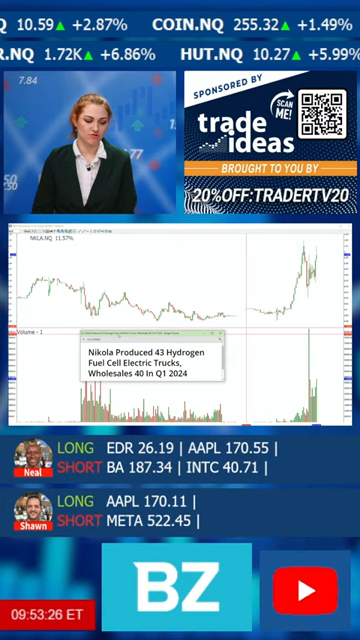 Q 10.59▲ +2.87% COIN.NQ 255.32▲ +1.49%
R.NQ 1.72K▲ +6.86% HUT.NQ 10.27▲ +5.99%
7.84
SPONSORED BY
SCAN ME!
trade ideas
BROUGHT TO YOU BY
20%OFF:TRADERTV20
NKLA.NQ 11.57%
Volume - 1
Nikola Produced 43 Hydrogen
Fuel Cell Electric Trucks,
Wholesales 40 In Q1 2024
Neal
LONG EDR 26.19 | AAPL 170.55 |
SHORT BA 187.34 | INTC 40.71 |
Shawn
LONG AAPL 170.11 |
SHORT META 522.45 |
BZ
09:53:26 ET